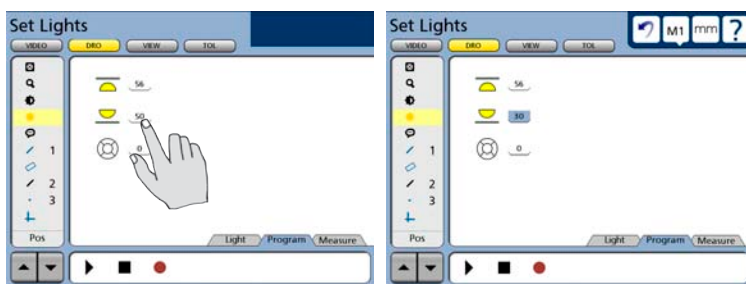 Set Lights
VIDEO DRO VIEW TOL
56
50
0
1
2
3
Pos
Light Program Measure
Set Lights
M1 mm ?
VIDEO DRO VIEW TOL
56
30
0
1
2
3
Pos
Light Program Measure